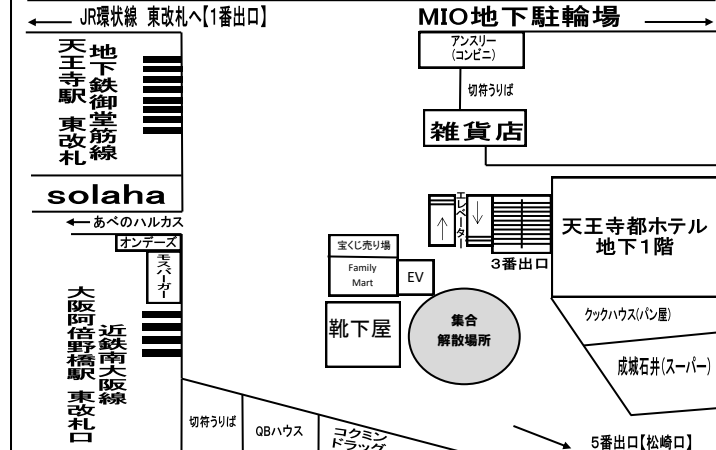 JR環状線 東改札へ【1番出口】
MIO地下駐輪場
アンスリー
(コンビニ)
切符うりば
雑貨店
地下鉄御堂筋線
天王寺駅 東改札
solaha
あべのハルカス
オンデーズ
モスバーガー
近鉄南大阪線
大阪阿倍野橋駅 東改札口
エレベーター
3番出口
天王寺都ホテル
地下1階
宝くじ売り場
Family
Mart
EV
靴下屋
集合
解散場所
クックハウス(パン屋)
成城石井(スーパー)
切符うりば
QBハウス
コクミン
ドラッグ
5番出口【松崎口】